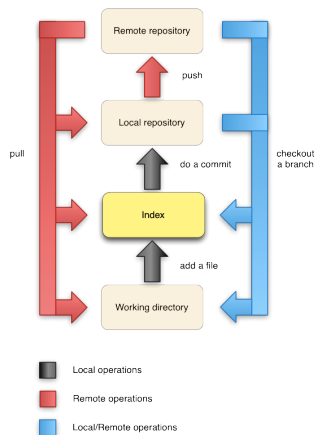 Remote repository
push
Local repository
pull
do a commit
checkout
a branch
Index
add a file
Working directory
Local operations
Remote operations
Local/Remote operations